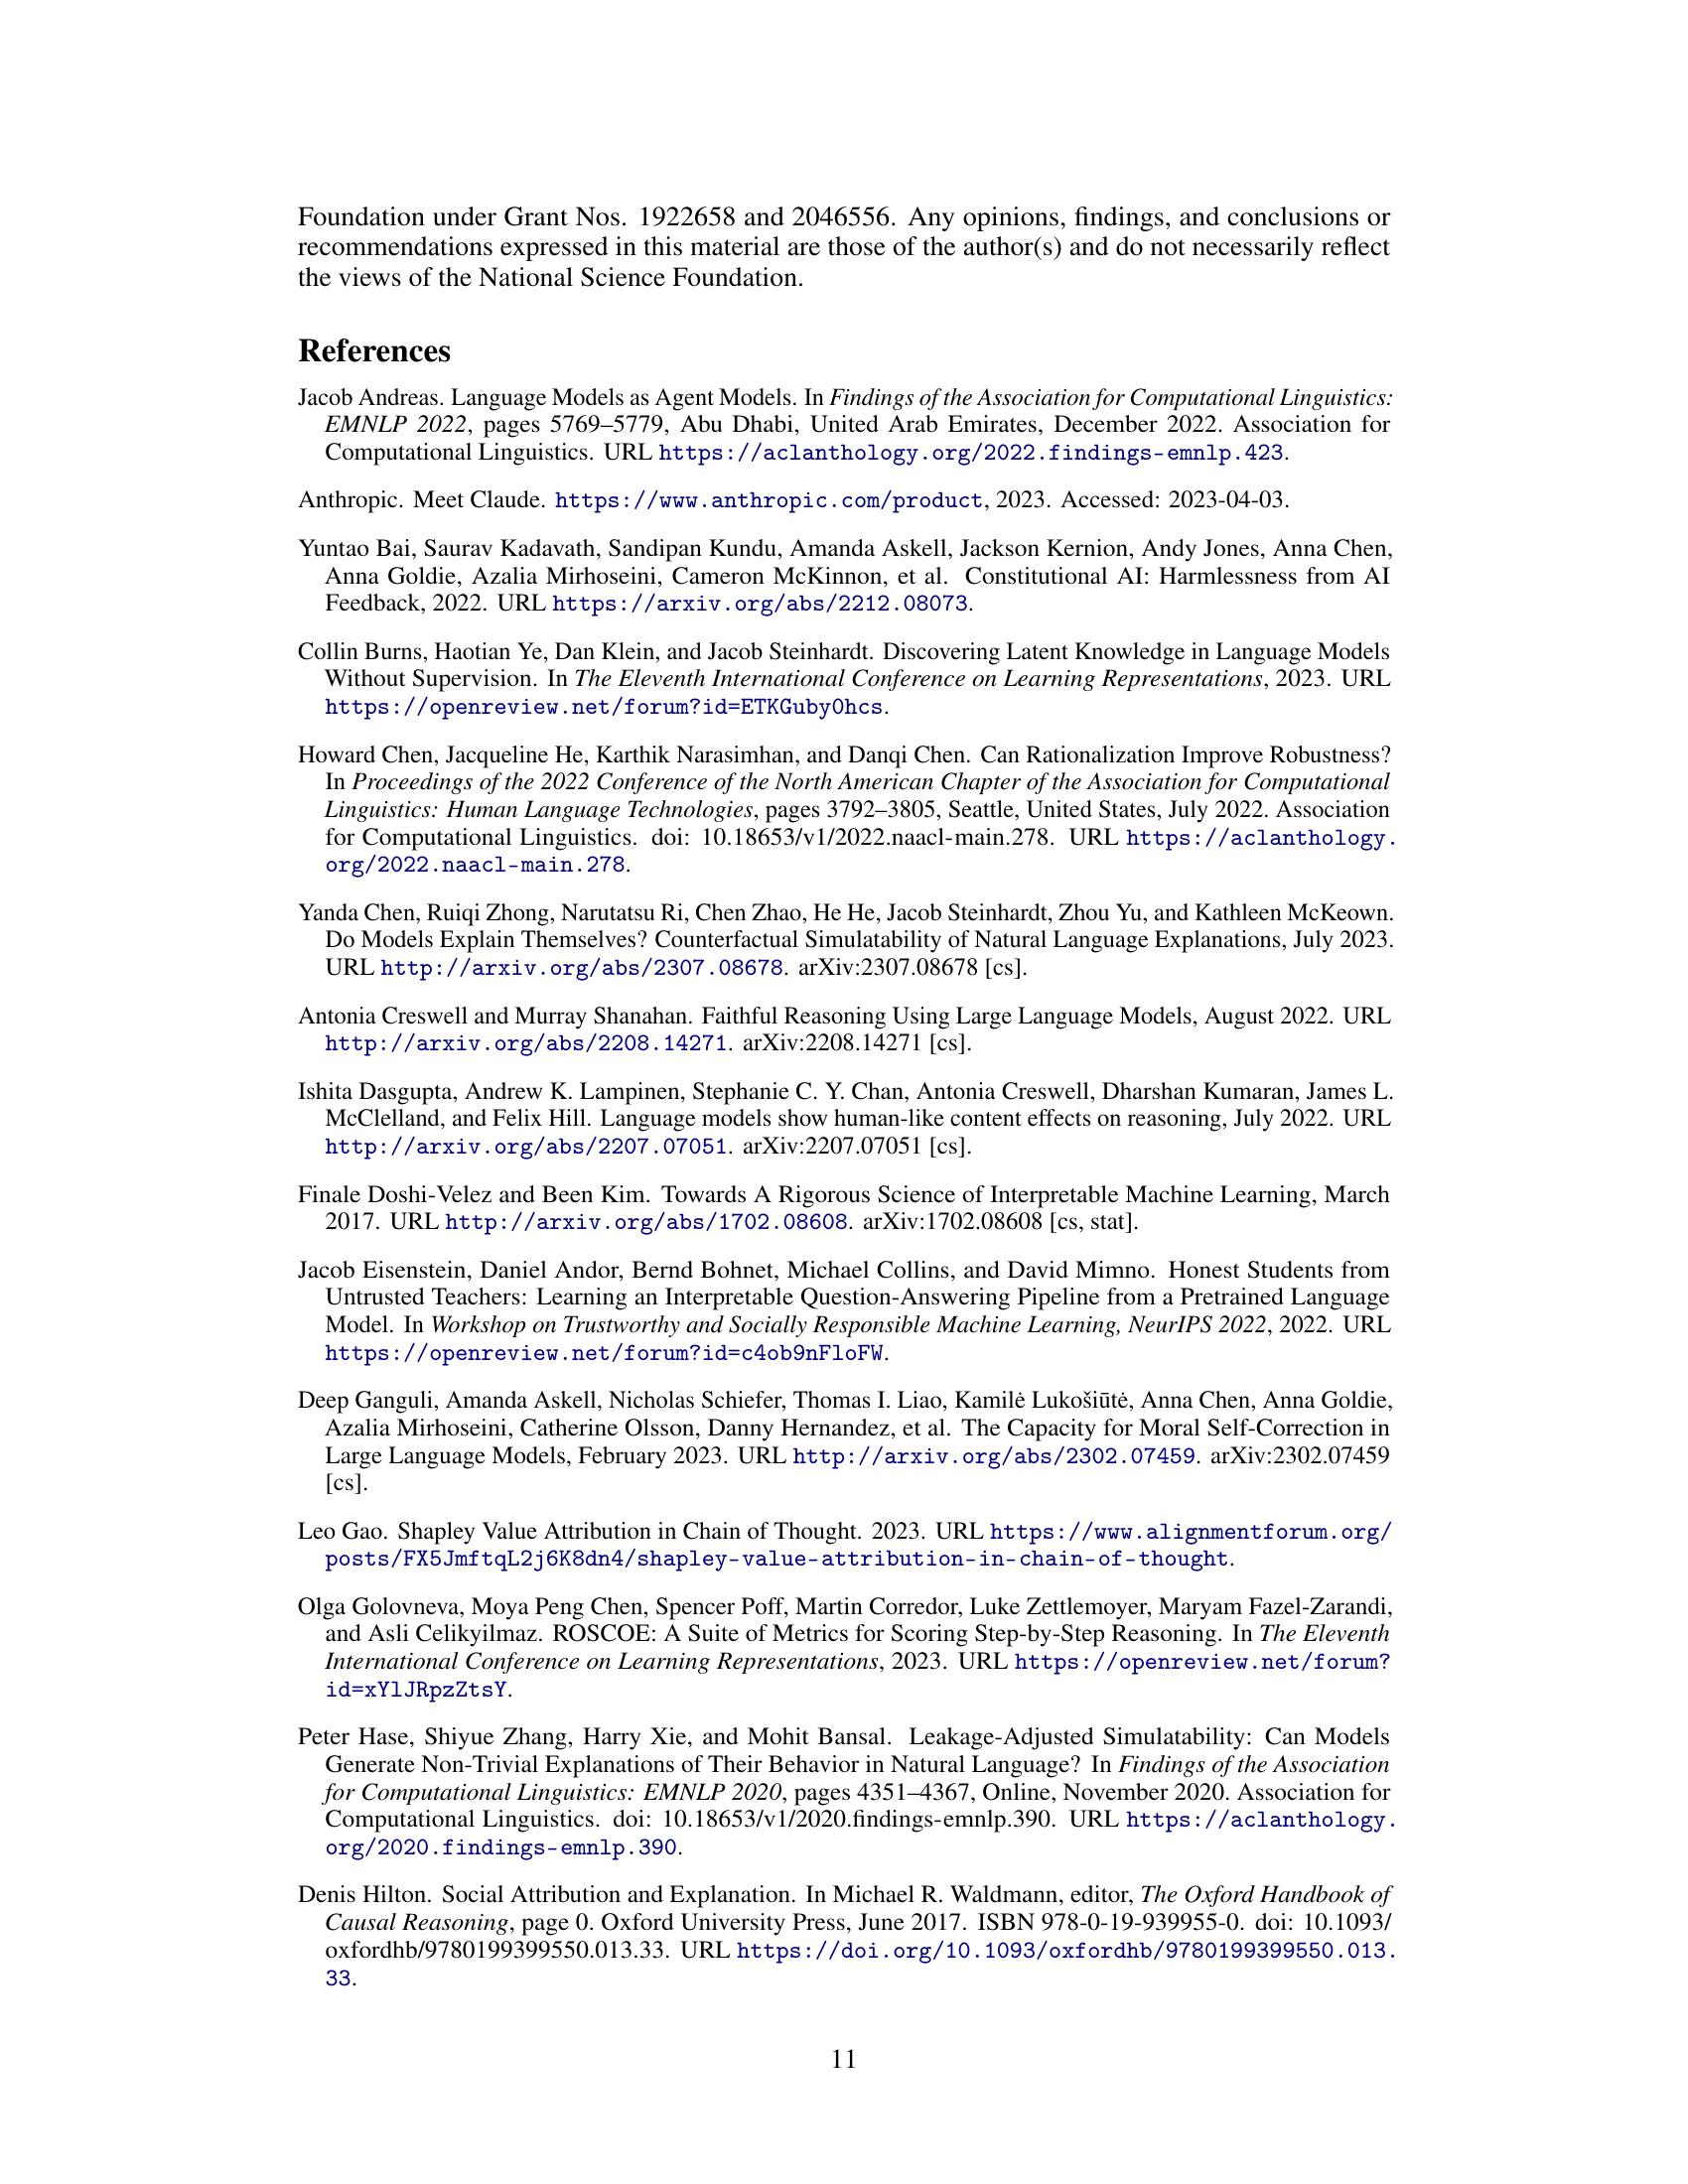 Foundation under Grant Nos. 1922658 and 2046556. Any opinions, findings, and conclusions or
recommendations expressed in this material are those of the author(s) and do not necessarily reflect
the views of the National Science Foundation.
References
Jacob Andreas. Language Models as Agent Models. In Findings of the Association for Computational Linguistics:
EMNLP 2022, pages 5769–5779, Abu Dhabi, United Arab Emirates, December 2022. Association for
Computational Linguistics. URL https://aclanthology.org/2022.findings-emnlp.423.
Anthropic. Meet Claude. https://www.anthropic.com/product, 2023. Accessed: 2023-04-03.
Yuntao Bai, Saurav Kadavath, Sandipan Kundu, Amanda Askell, Jackson Kernion, Andy Jones, Anna Chen,
Anna Goldie, Azalia Mirhoseini, Cameron McKinnon, et al. Constitutional AI: Harmlessness from AI
Feedback, 2022. URL https://arxiv.org/abs/2212.08073.
Collin Burns, Haotian Ye, Dan Klein, and Jacob Steinhardt. Discovering Latent Knowledge in Language Models
Without Supervision. In The Eleventh International Conference on Learning Representations, 2023. URL
https://openreview.net/forum?id=ETKGuby0hcs.
Howard Chen, Jacqueline He, Karthik Narasimhan, and Danqi Chen. Can Rationalization Improve Robustness?
In Proceedings of the 2022 Conference of the North American Chapter of the Association for Computational
Linguistics: Human Language Technologies, pages 3792–3805, Seattle, United States, July 2022. Association
for Computational Linguistics. doi: 10.18653/v1/2022.naacl-main.278. URL https://aclanthology.
org/2022.naacl-main.278.
Yanda Chen, Ruiqi Zhong, Narutatsu Ri, Chen Zhao, He He, Jacob Steinhardt, Zhou Yu, and Kathleen McKeown.
Do Models Explain Themselves? Counterfactual Simulatability of Natural Language Explanations, July 2023.
URL http://arxiv.org/abs/2307.08678. arXiv:2307.08678 [cs].
Antonia Creswell and Murray Shanahan. Faithful Reasoning Using Large Language Models, August 2022. URL
http://arxiv.org/abs/2208.14271. arXiv:2208.14271 [cs].
Ishita Dasgupta, Andrew K. Lampinen, Stephanie C. Y. Chan, Antonia Creswell, Dharshan Kumaran, James L.
McClelland, and Felix Hill. Language models show human-like content effects on reasoning, July 2022. URL
http://arxiv.org/abs/2207.07051. arXiv:2207.07051 [cs].
Finale Doshi-Velez and Been Kim. Towards A Rigorous Science of Interpretable Machine Learning, March
2017. URL http://arxiv.org/abs/1702.08608. arXiv:1702.08608 [cs, stat].
Jacob Eisenstein, Daniel Andor, Bernd Bohnet, Michael Collins, and David Mimno. Honest Students from
Untrusted Teachers: Learning an Interpretable Question-Answering Pipeline from a Pretrained Language
Model. In Workshop on Trustworthy and Socially Responsible Machine Learning, NeurIPS 2022, 2022. URL
https://openreview.net/forum?id=c4ob9nFloFW.
Deep Ganguli, Amanda Askell, Nicholas Schiefer, Thomas I. Liao, Kamilė Lukošiūtė, Anna Chen, Anna Goldie,
Azalia Mirhoseini, Catherine Olsson, Danny Hernandez, et al. The Capacity for Moral Self-Correction in
Large Language Models, February 2023. URL http://arxiv.org/abs/2302.07459. arXiv:2302.07459
[cs].
Leo Gao. Shapley Value Attribution in Chain of Thought. 2023. URL https://www.alignmentforum.org/
posts/FX5JmftqL2j6K8dn4/shapley-value-attribution-in-chain-of-thought.
Olga Golovneva, Moya Peng Chen, Spencer Poff, Martin Corredor, Luke Zettlemoyer, Maryam Fazel-Zarandi,
and Asli Celikyilmaz. ROSCOE: A Suite of Metrics for Scoring Step-by-Step Reasoning. In The Eleventh
International Conference on Learning Representations, 2023. URL https://openreview.net/forum?
id=xYlJRpzZtsY.
Peter Hase, Shiyue Zhang, Harry Xie, and Mohit Bansal. Leakage-Adjusted Simulatability: Can Models
Generate Non-Trivial Explanations of Their Behavior in Natural Language? In Findings of the Association
for Computational Linguistics: EMNLP 2020, pages 4351–4367, Online, November 2020. Association for
Computational Linguistics. doi: 10.18653/v1/2020.findings-emnlp.390. URL https://aclanthology.
org/2020.findings-emnlp.390.
Denis Hilton. Social Attribution and Explanation. In Michael R. Waldmann, editor, The Oxford Handbook of
Causal Reasoning, page 0. Oxford University Press, June 2017. ISBN 978-0-19-939955-0. doi: 10.1093/
oxfordhb/9780199399550.013.33. URL https://doi.org/10.1093/oxfordhb/9780199399550.013.
33.
11